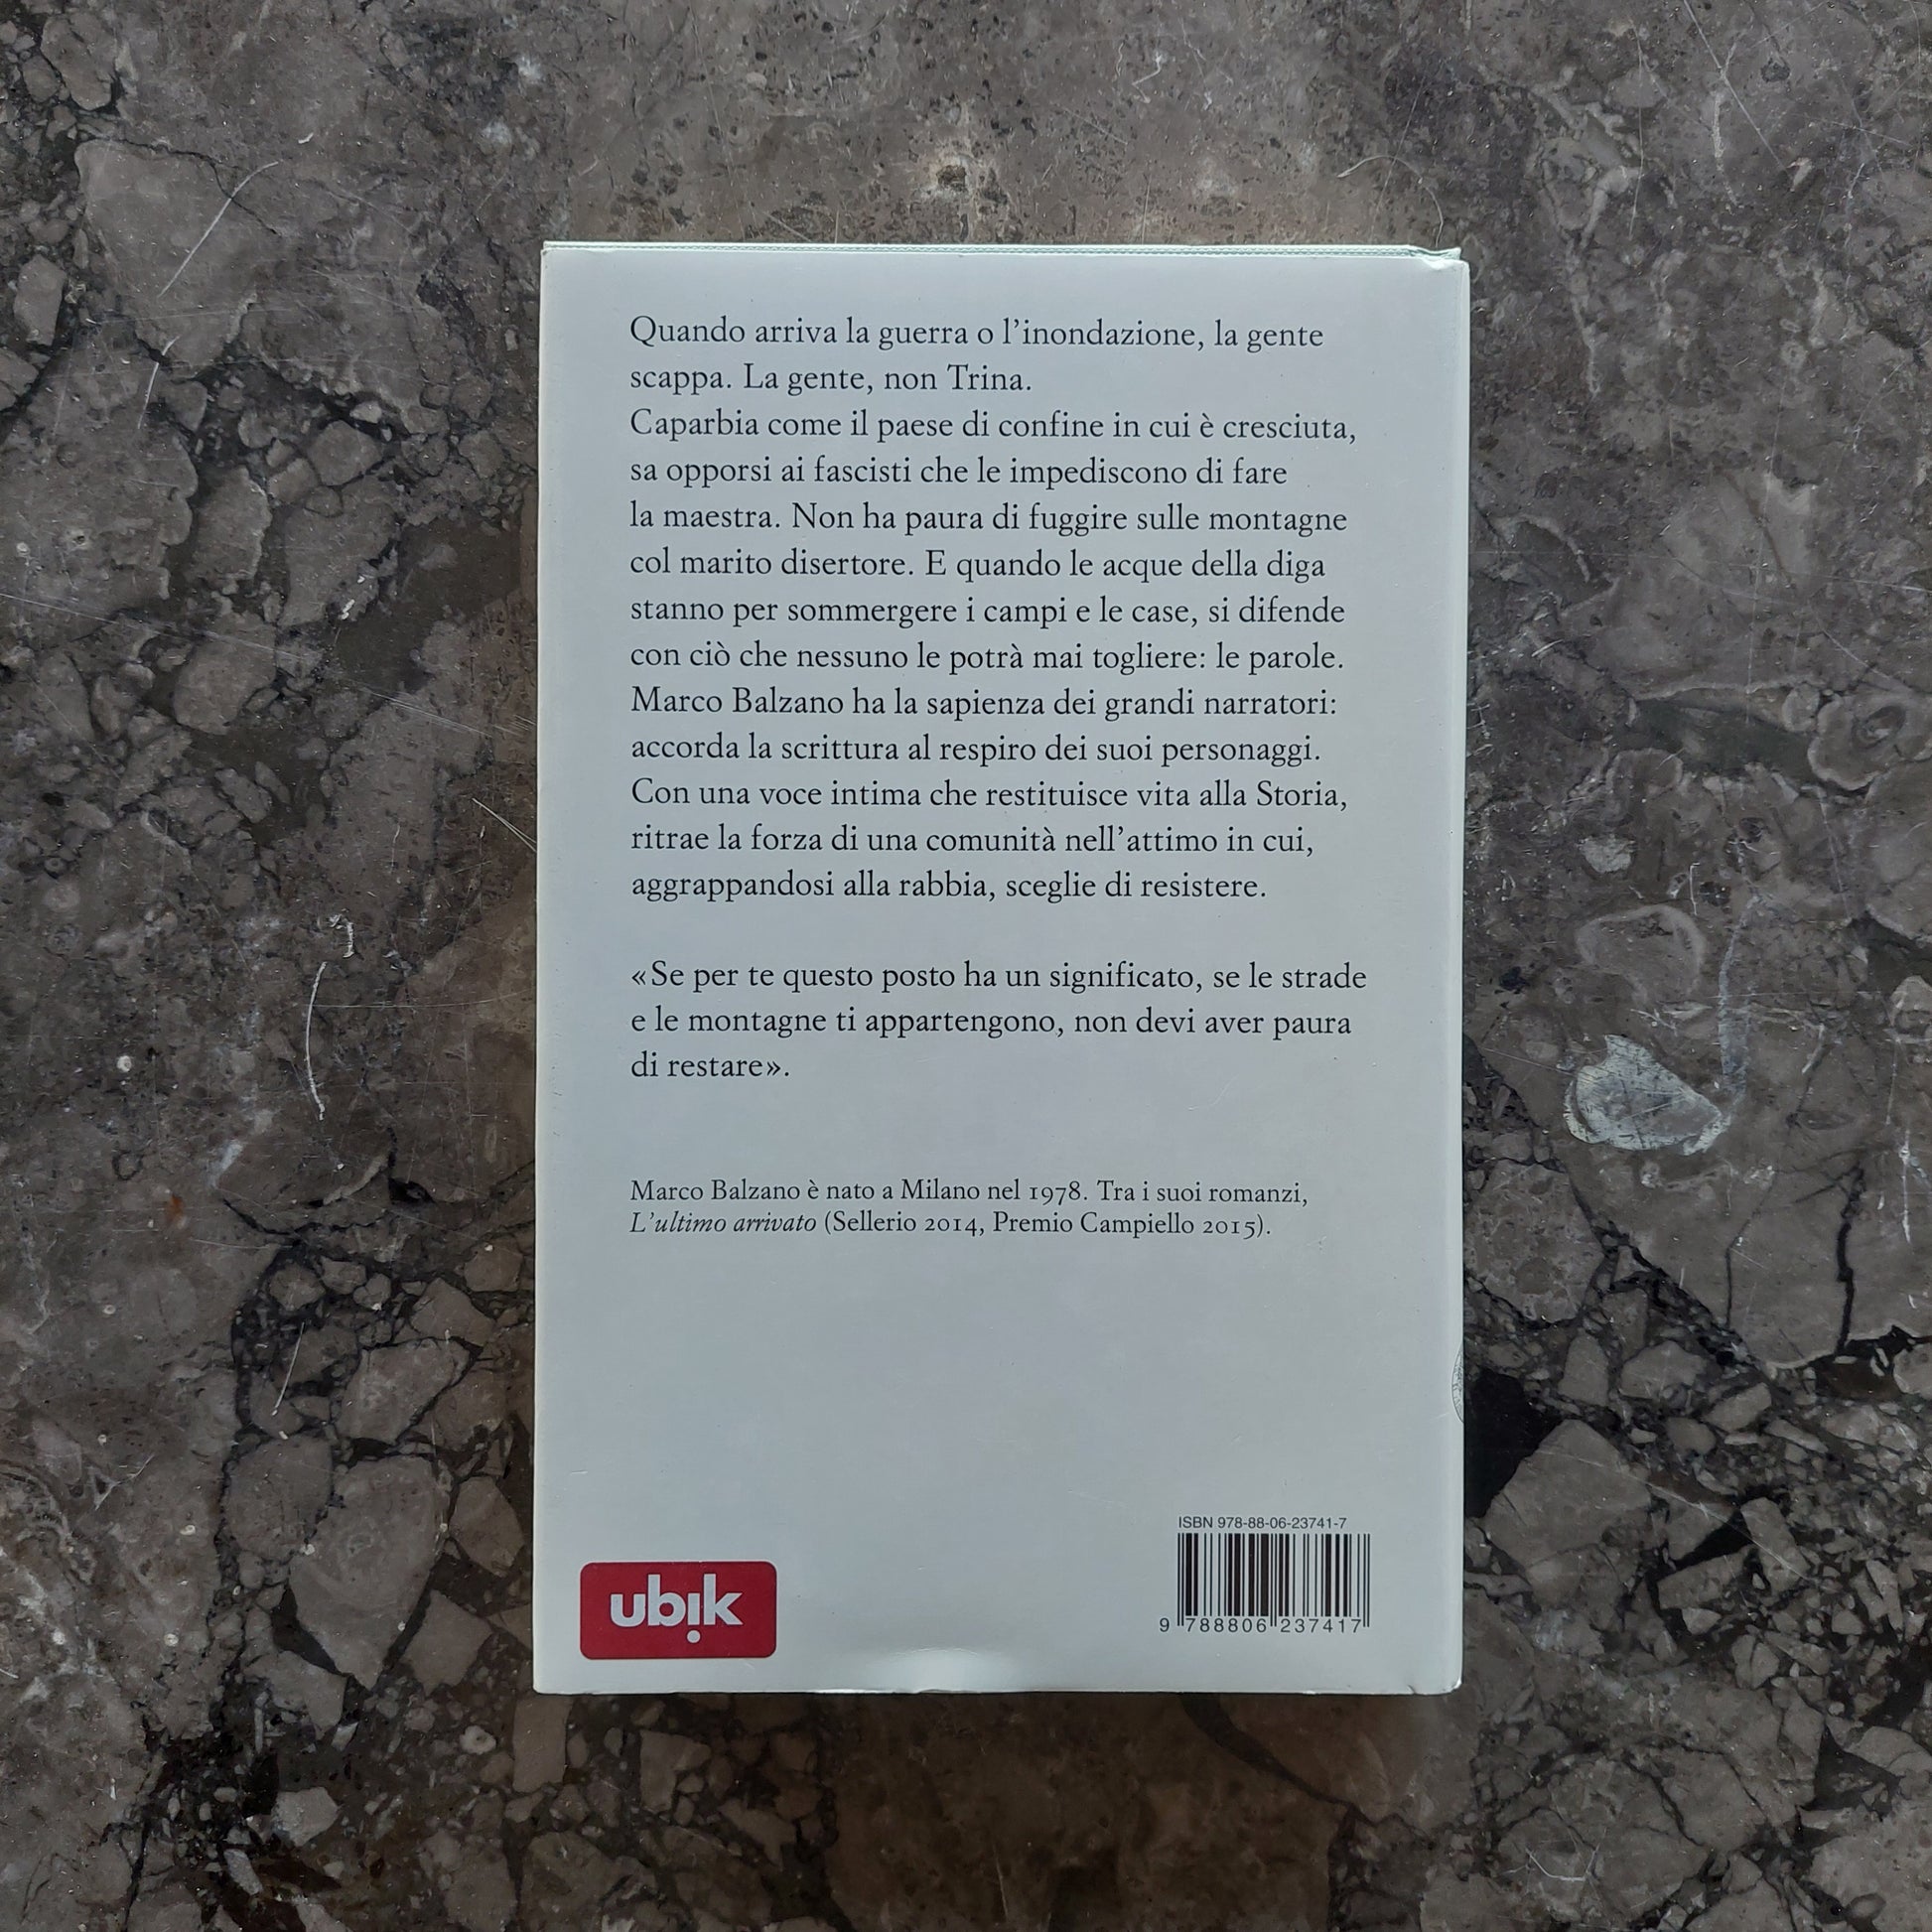 Quando arriva la guerra o l'inondazione, la gente
scappa. La gente, non Trina.
Caparbia come il paese di confine in cui è cresciuta,
sa opporsi ai fascisti che le impediscono di fare
la maestra. Non ha paura di fuggire sulle montagne
col marito disertore. E quando le acque della diga
stanno per sommergere i campi e le case, si difende
con ciò che nessuno le potrà mai togliere: le parole.
Marco Balzano ha la sapienza dei grandi narratori:
accorda la scrittura al respiro dei suoi personaggi.
Con una voce intima che restituisce vita alla Storia,
ritrae la forza di una comunità nell'attimo in cui,
aggrappandosi alla rabbia, sceglie di resistere.
«Se per te questo posto ha un significato, se le strade
e le montagne ti appartengono, non devi aver paura
di restare».
Marco Balzano è nato a Milano nel 1978. Tra i suoi romanzi,
L'ultimo arrivato (Sellerio 2014, Premio Campiello 2015).
ISBN 978-88-06-23741-7
9 788806 237417
ubik